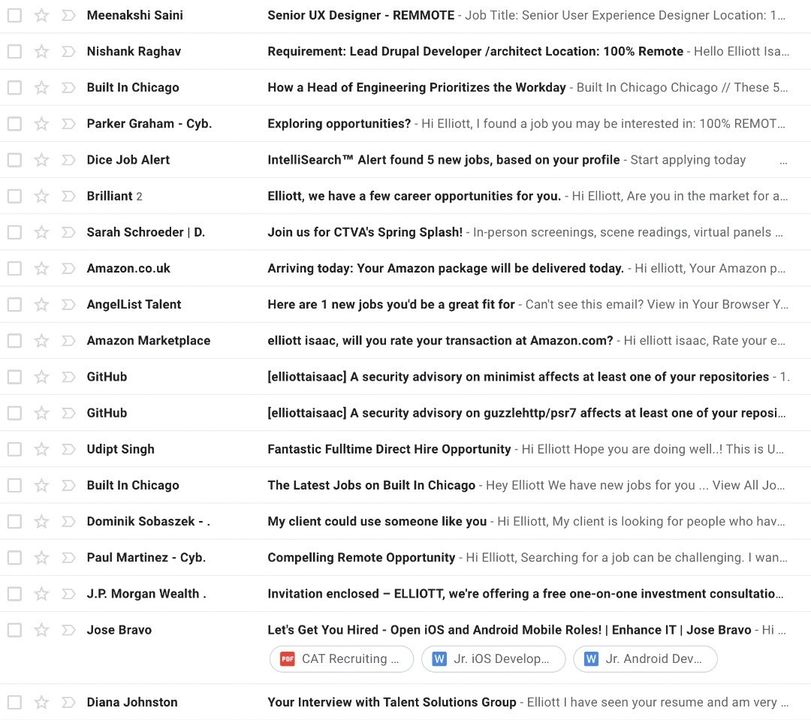 Meenakshi Saini Senior UX Designer - REMMOTE - Job Title: Senior User Experience Designer Location: 1...
Nishank Raghav Requirement: Lead Drupal Developer /architect Location: 100% Remote - Hello Elliott Isa...
Built In Chicago How a Head of Engineering Prioritizes the Workday - Built In Chicago Chicago // These 5...
Parker Graham - Cyb. Exploring opportunities? - Hi Elliott, I found a job you may be interested in: 100% REMOT...
Dice Job Alert IntelliSearch™ Alert found 5 new jobs, based on your profile - Start applying today ...
Brilliant 2 Elliott, we have a few career opportunities for you. - Hi Elliott, Are you in the market for a...
Sarah Schroeder | D. Join us for CTVA's Spring Splash! - In-person screenings, scene readings, virtual panels ...
Amazon.co.uk Arriving today: Your Amazon package will be delivered today. - Hi elliott, Your Amazon p...
AngelList Talent Here are 1 new jobs you'd be a great fit for - Can't see this email? View in Your Browser Y...
Amazon Marketplace elliott isaac, will you rate your transaction at Amazon.com? - Hi elliott isaac, Rate your e...
GitHub [elliottaisaac] A security advisory on minimist affects at least one of your repositories - 1.
GitHub [elliottaisaac] A security advisory on guzzlehttp/psr7 affects at least one of your reposi...
Udipt Singh Fantastic Fulltime Direct Hire Opportunity - Hi Elliott Hope you are doing well..! This is U...
Built In Chicago The Latest Jobs on Built In Chicago - Hey Elliott We have new jobs for you ... View All Jo...
Dominik Sobaszek - . My client could use someone like you - Hi Elliott, My client is looking for people who hav...
Paul Martinez - Cyb. Compelling Remote Opportunity - Hi Elliott, Searching for a job can be challenging. I wan...
J.P. Morgan Wealth . Invitation enclosed – ELLIOTT, we're offering a free one-on-one investment consultatio...
Jose Bravo Let's Get You Hired - Open iOS and Android Mobile Roles! | Enhance IT | Jose Bravo - Hi ...
PDF CAT Recruiting ... W Jr. iOS Develop... W Jr. Android Dev...
Diana Johnston Your Interview with Talent Solutions Group - Elliott I have seen your resume and am very ...